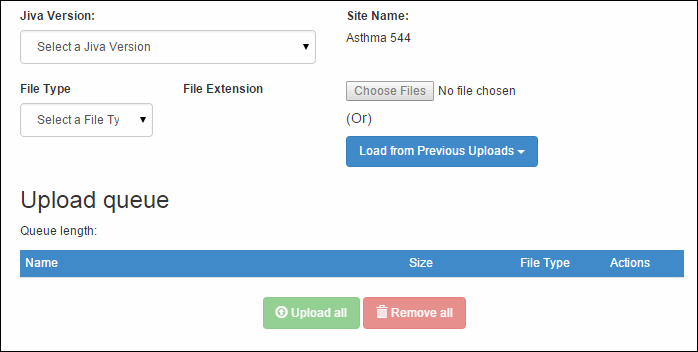 Jiva Version:
Site Name:
Select a Jiva Version
Asthma 544
File Type
File Extension
Choose Files No file chosen
Select a File Ty
(Or)
Load from Previous Uploads
Upload queue
Queue length:
Name Size File Type Actions
Upload all Remove all